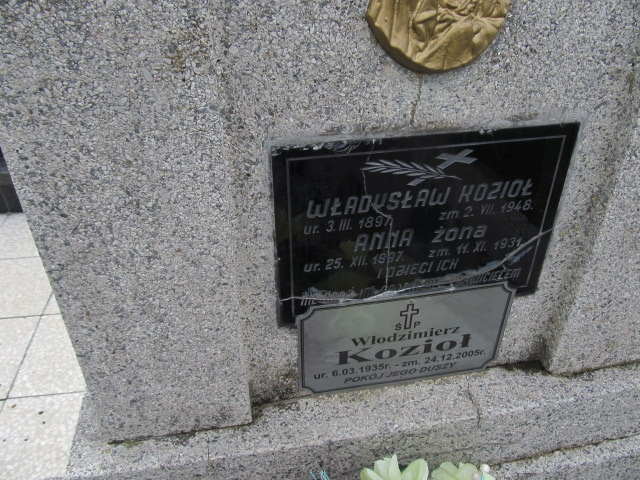 WŁADYSŁAW KOZIOŁ
ur. 3. III. 1897. zm. 2. VII. 1948.
ANNA żona
ur. 25. XII. 1897. zm. 11. XI. 1931.
I DZIECI ICH
Ś P
Włodzimierz
Kozioł
ur. 6.03.1935r. - zm. 24.12.2005r.
POKÓJ JEGO DUSZY